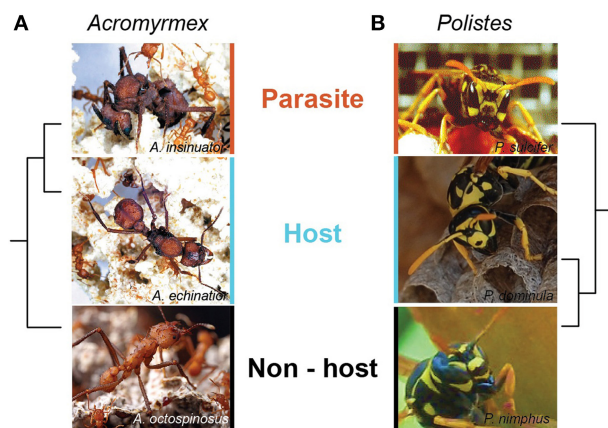 A
Acromyrmex
B
Polistes
A. insinuator
Parasite
P. sulcifer
A. echinatior
Host
P. dominula
A. octospinosus
Non - host
P. nimphus